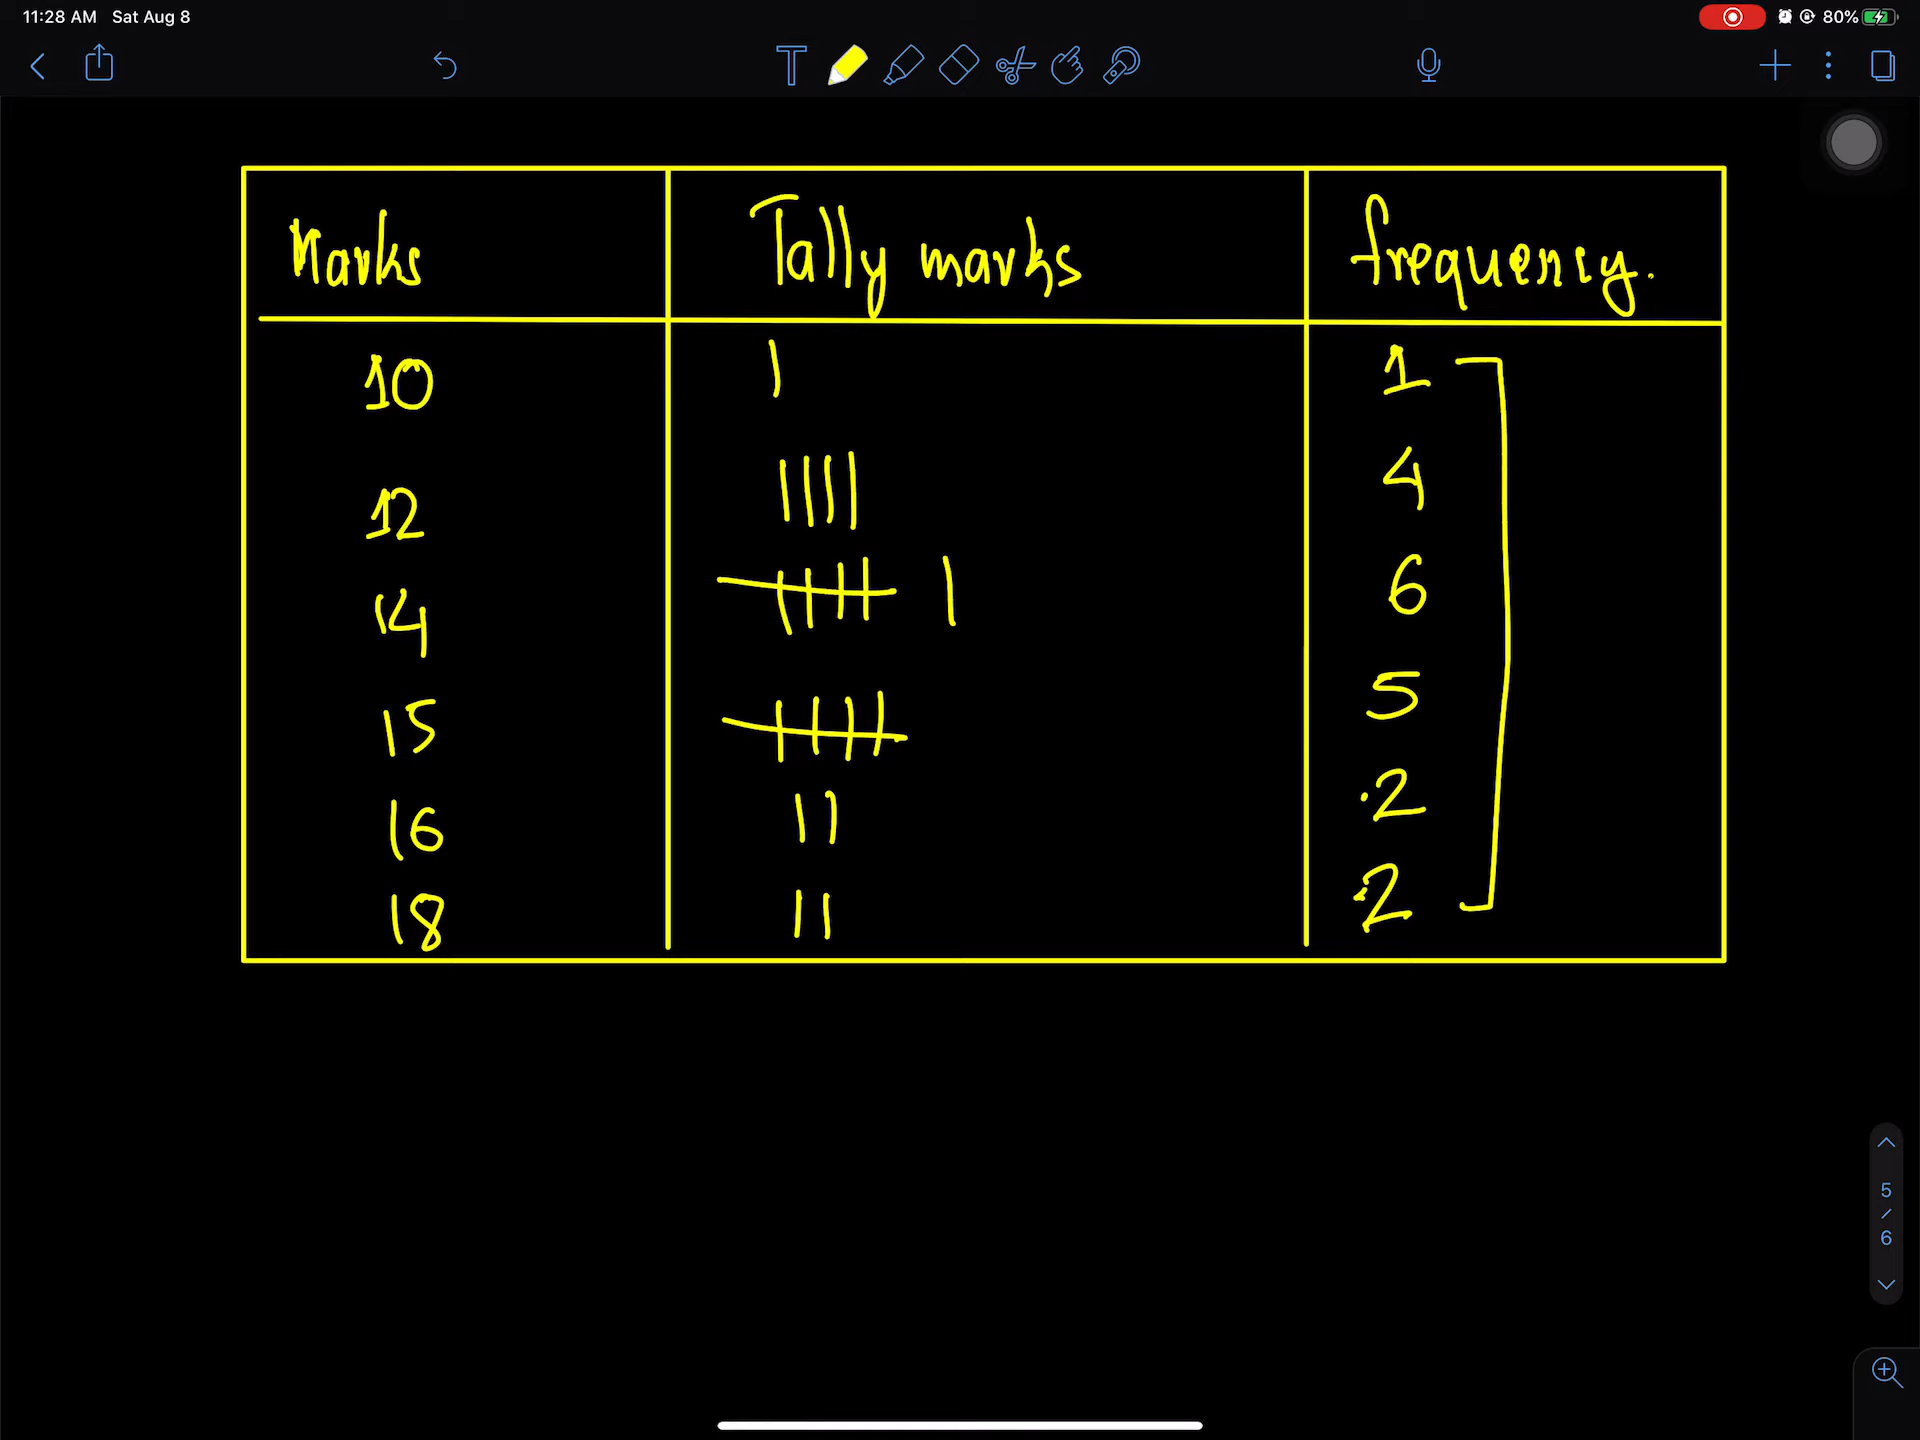 11:28 AM Sat Aug 8 80%
T
Marks Tally marks frequency.
10 | 1
12 |||| 4
14 |||| | 6
15 |||| 5
16 || 2
18 || 2
5
/
6